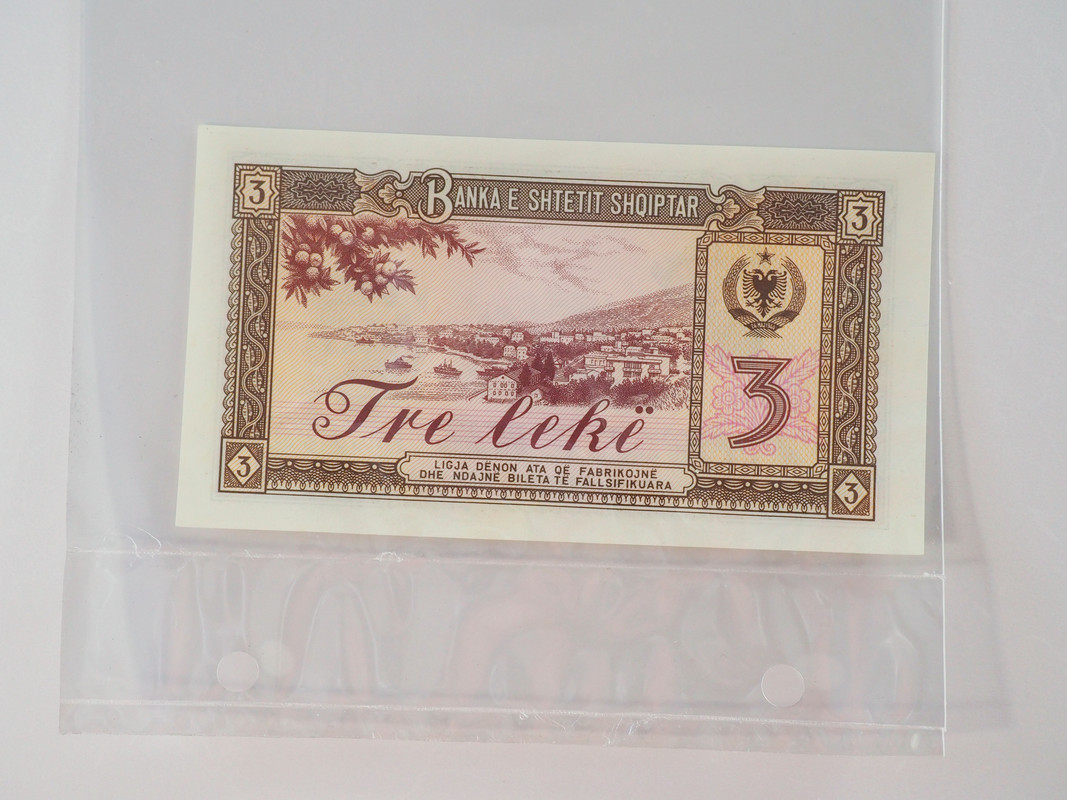 3 BANKA E SHTETIT SHQIPTAR 3
3
Tre lekë
LIGJA DËNON ATA QË FABRIKOJNË
DHE NDAJNË BILETA TË FALLSIFIKUARA
3 3